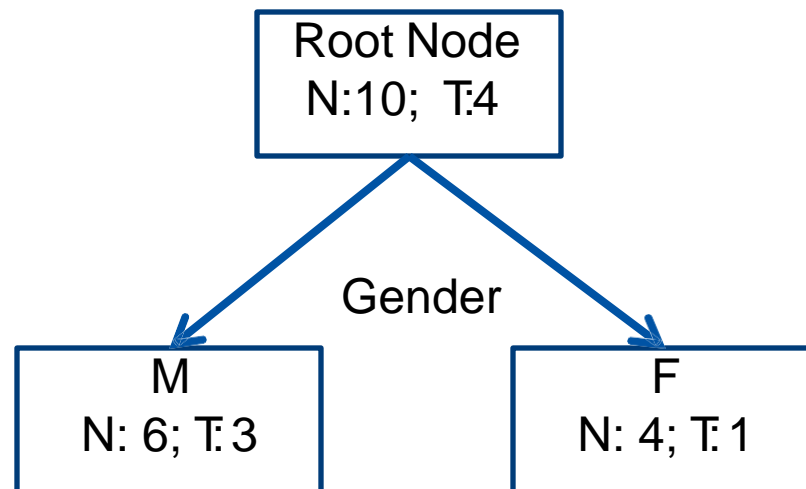 Root Node
N:10; T:4
Gender
M
N: 6; T: 3
F
N: 4; T: 1